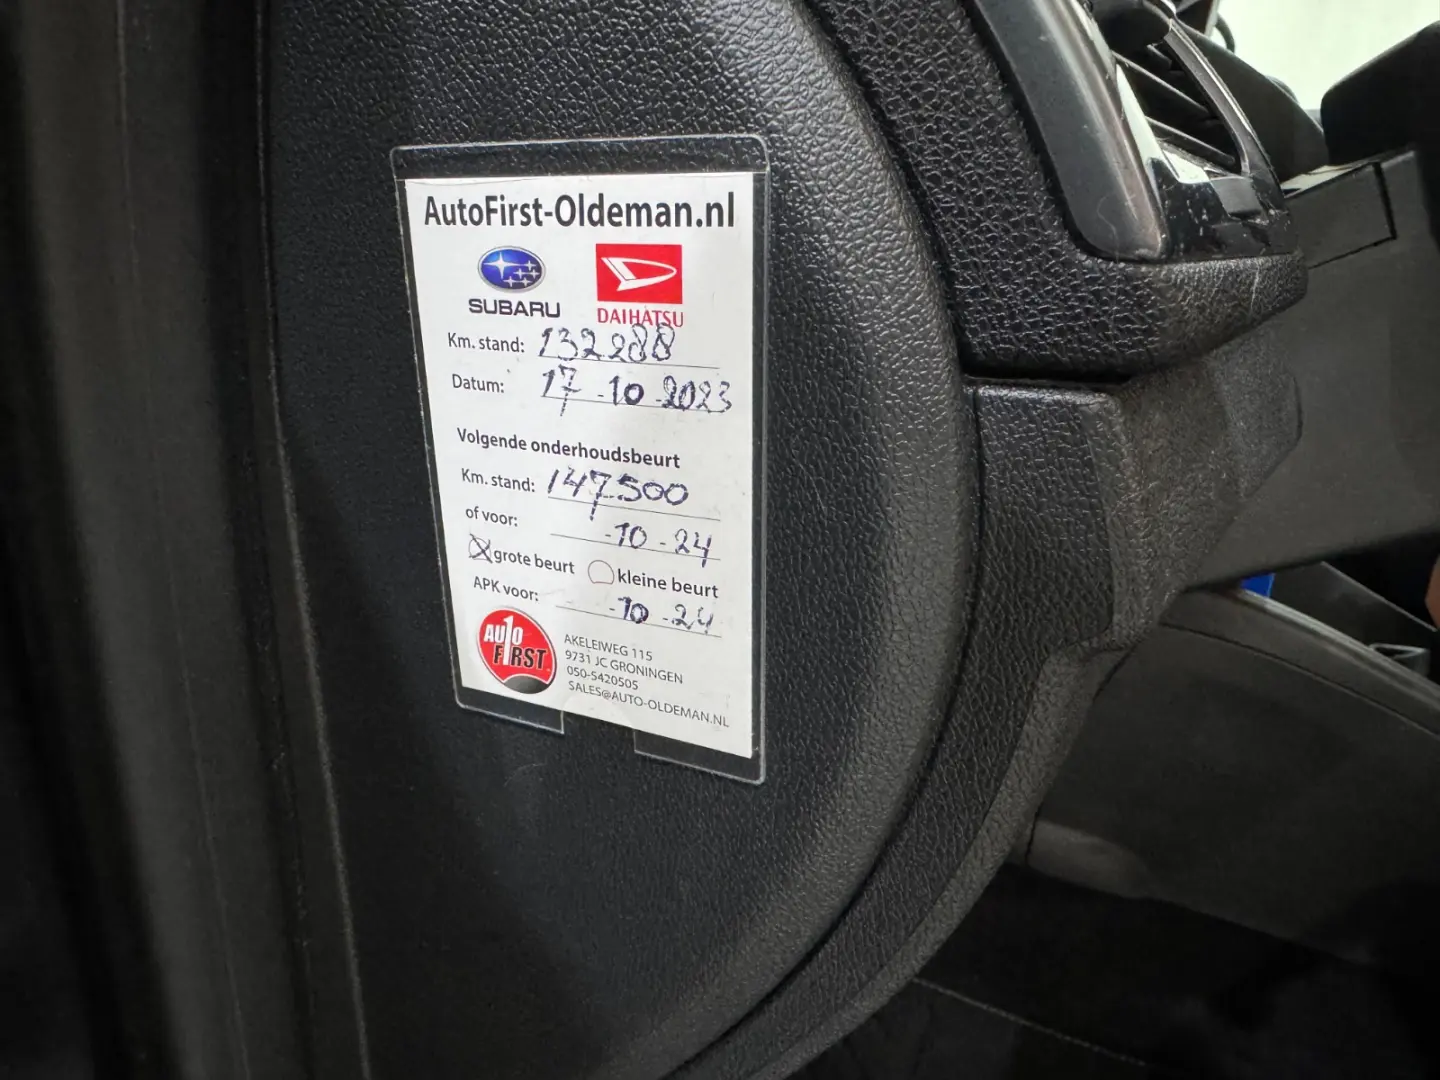 AutoFirst-Oldeman.nl
SUBARU DAIHATSU
Km. stand: 132288
Datum: 17-10-2023
Volgende onderhoudsbeurt
Km. stand: 147500
of voor: -10-24
grote beurt kleine beurt
APK voor: -10-24
AUTO FIRST
AKELEIWEG 115
9731 JC GRONINGEN
050-5420505
SALES@AUTO-OLDEMAN.NL